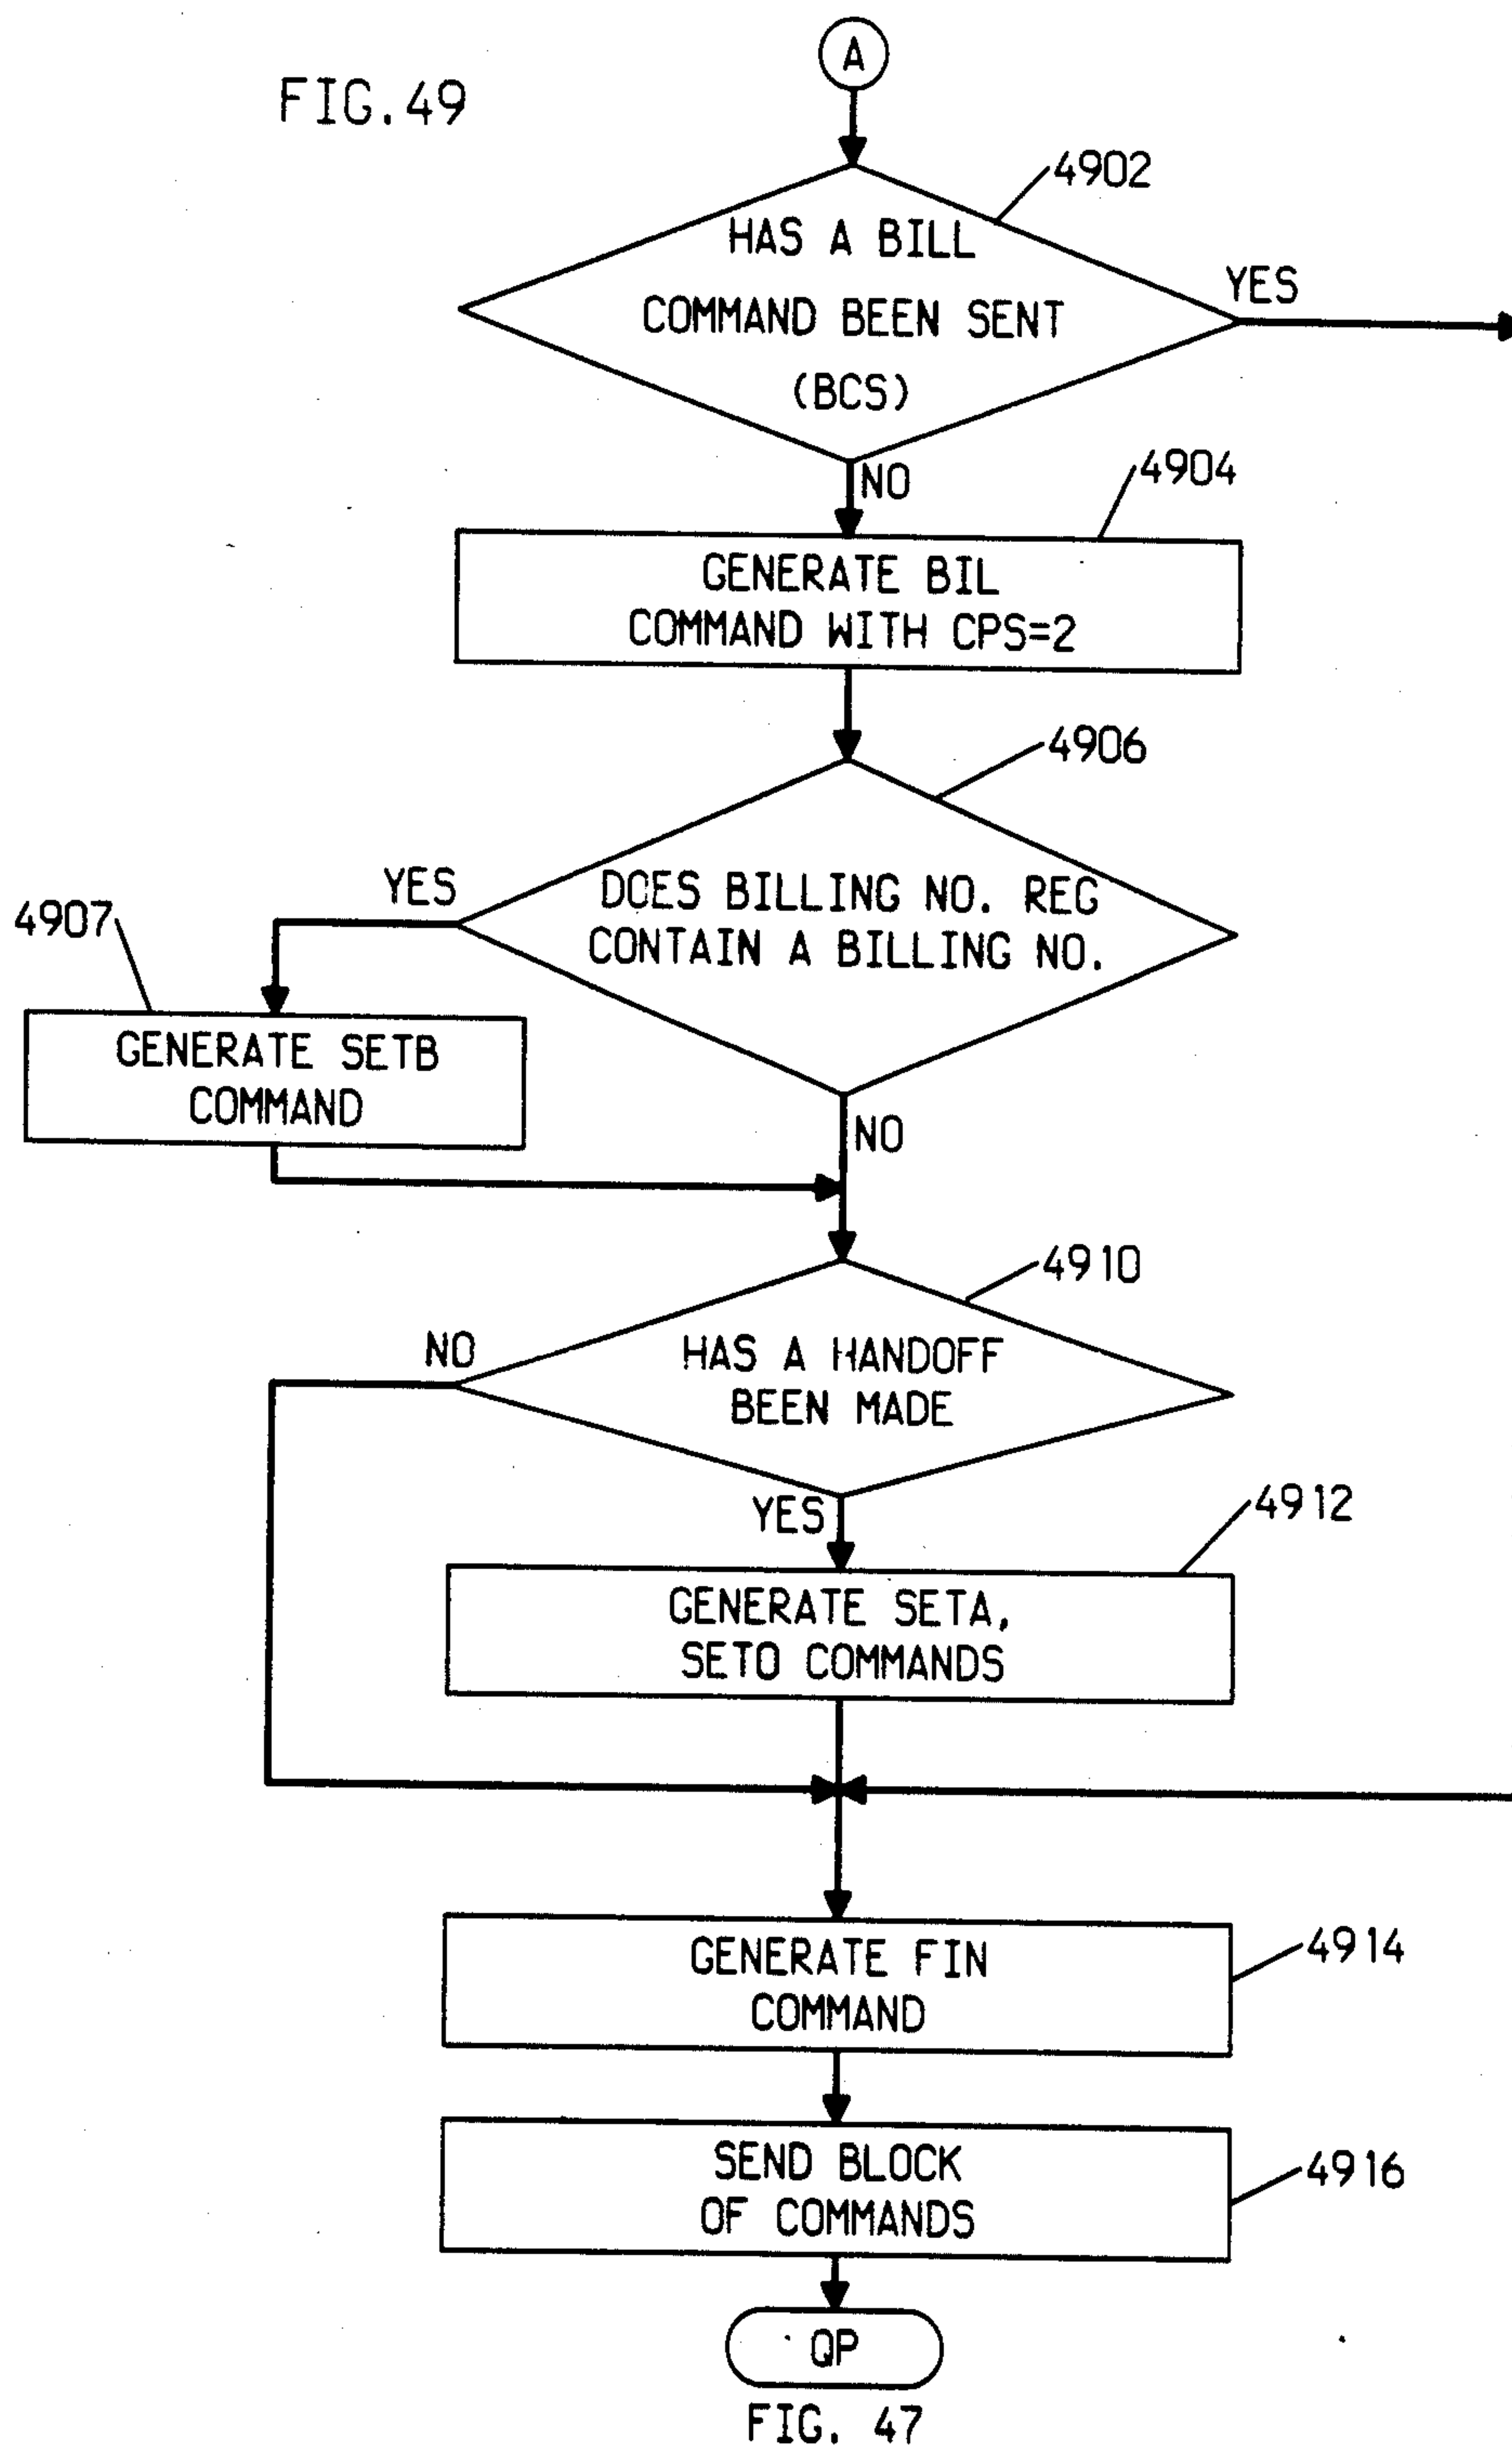 A
FIG.49
4902
HAS A BILL
COMMAND BEEN SENT
(BCS)
YES
NO
4904
GENERATE BIL
COMMAND WITH CPS=2
4906
YES
DOES BILLING NO. REG
CONTAIN A BILLING NO.
4907
GENERATE SETB
COMMAND
NO
4910
NO
HAS A HANDOFF
BEEN MADE
YES
4912
GENERATE SETA,
SETO COMMANDS
GENERATE FIN
COMMAND
4914
SEND BLOCK
OF COMMANDS
4916
QP
FIG. 47